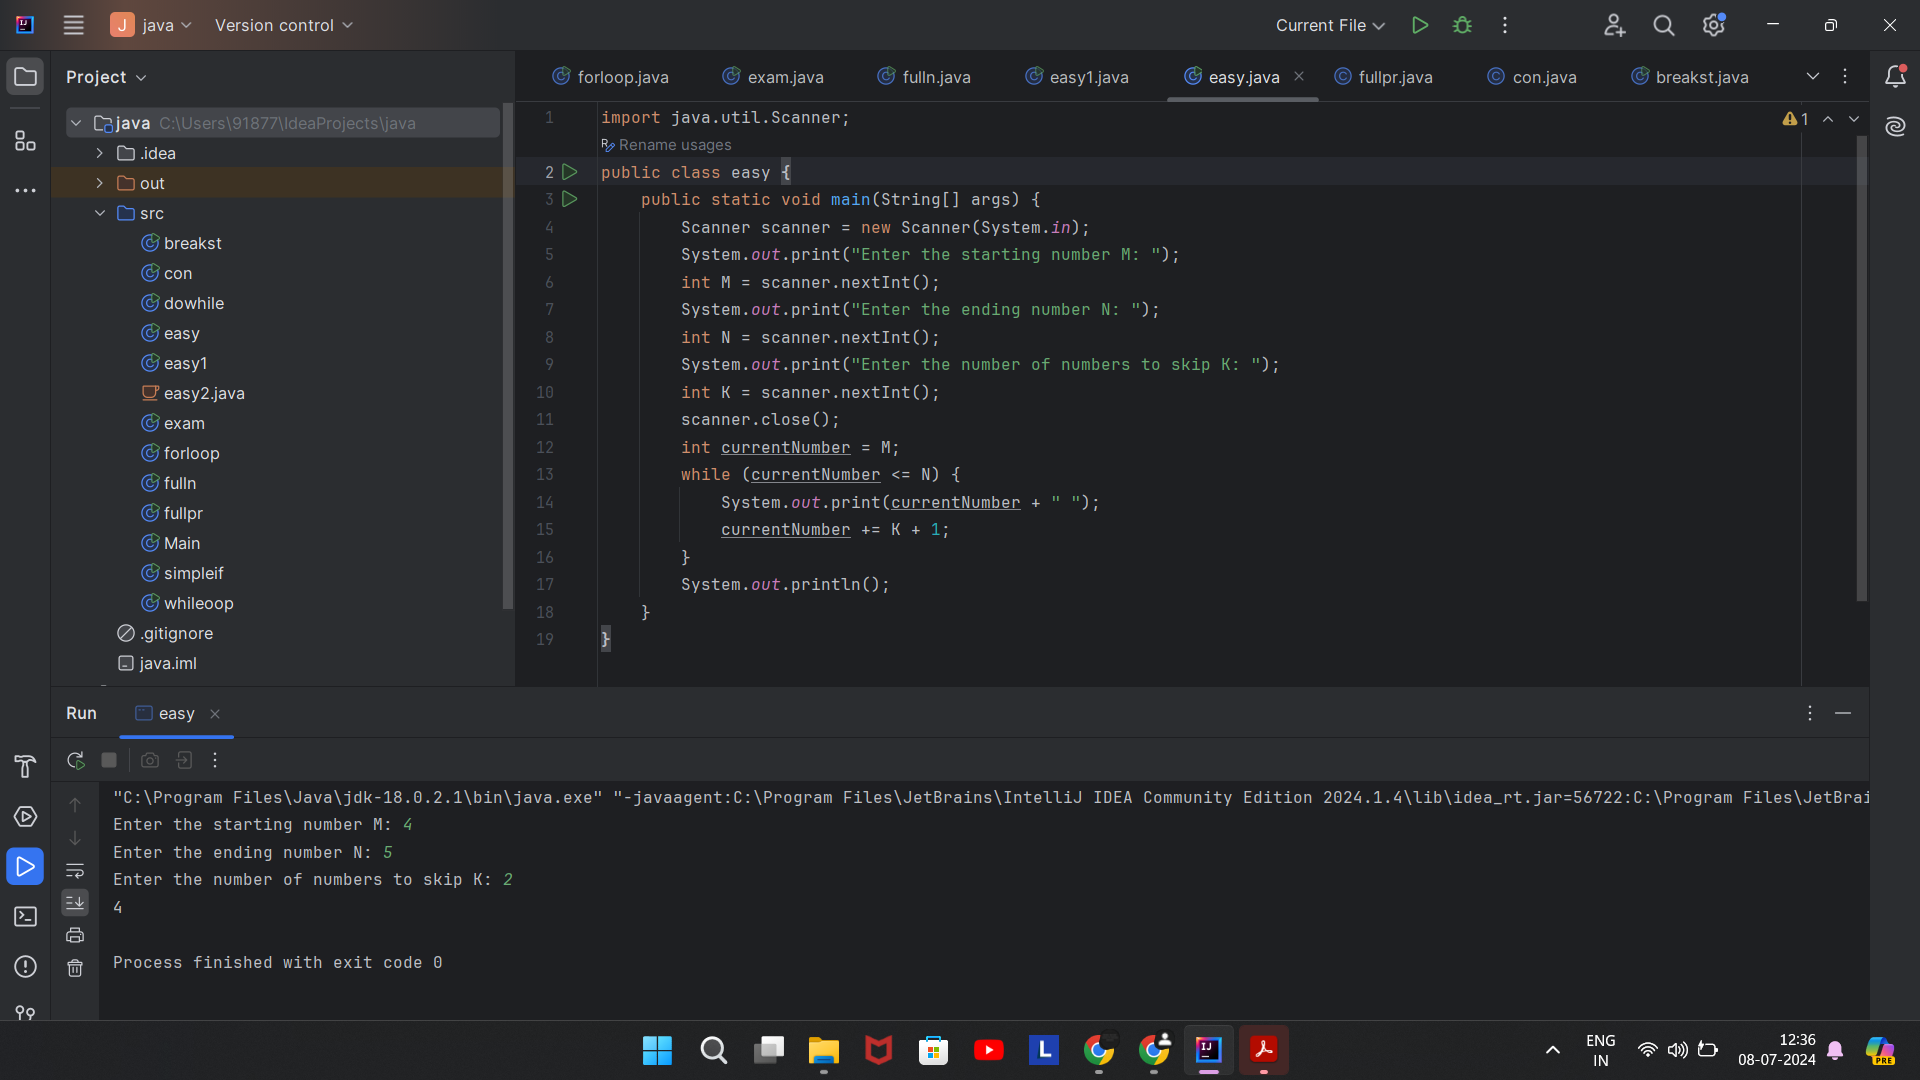 J java Version control Current File
Project
forloop.java exam.java fulln.java easy1.java easy.java fullpr.java con.java breakst.java
java C:\Users\91877\IdeaProjects\java
.idea
out
src
breakst
con
dowhile
easy
easy1
easy2.java
exam
forloop
fulln
fullpr
Main
simpleif
whileoop
.gitignore
java.iml
1 import java.util.Scanner;
Rename usages
2 public class easy {
3 public static void main(String[] args) {
4 Scanner scanner = new Scanner(System.in);
5 System.out.print("Enter the starting number M: ");
6 int M = scanner.nextInt();
7 System.out.print("Enter the ending number N: ");
8 int N = scanner.nextInt();
9 System.out.print("Enter the number of numbers to skip K: ");
10 int K = scanner.nextInt();
11 scanner.close();
12 int currentNumber = M;
13 while (currentNumber <= N) {
14 System.out.print(currentNumber + " ");
15 currentNumber += K + 1;
16 }
17 System.out.println();
18 }
19 }
1
Run easy
"C:\Program Files\Java\jdk-18.0.2.1\bin\java.exe" "-javaagent:C:\Program Files\JetBrains\IntelliJ IDEA Community Edition 2024.1.4\lib\idea_rt.jar=56722:C:\Program Files\JetBrai
Enter the starting number M: 4
Enter the ending number N: 5
Enter the number of numbers to skip K: 2
4
Process finished with exit code 0
ENG
IN
12:36
08-07-2024
PRE